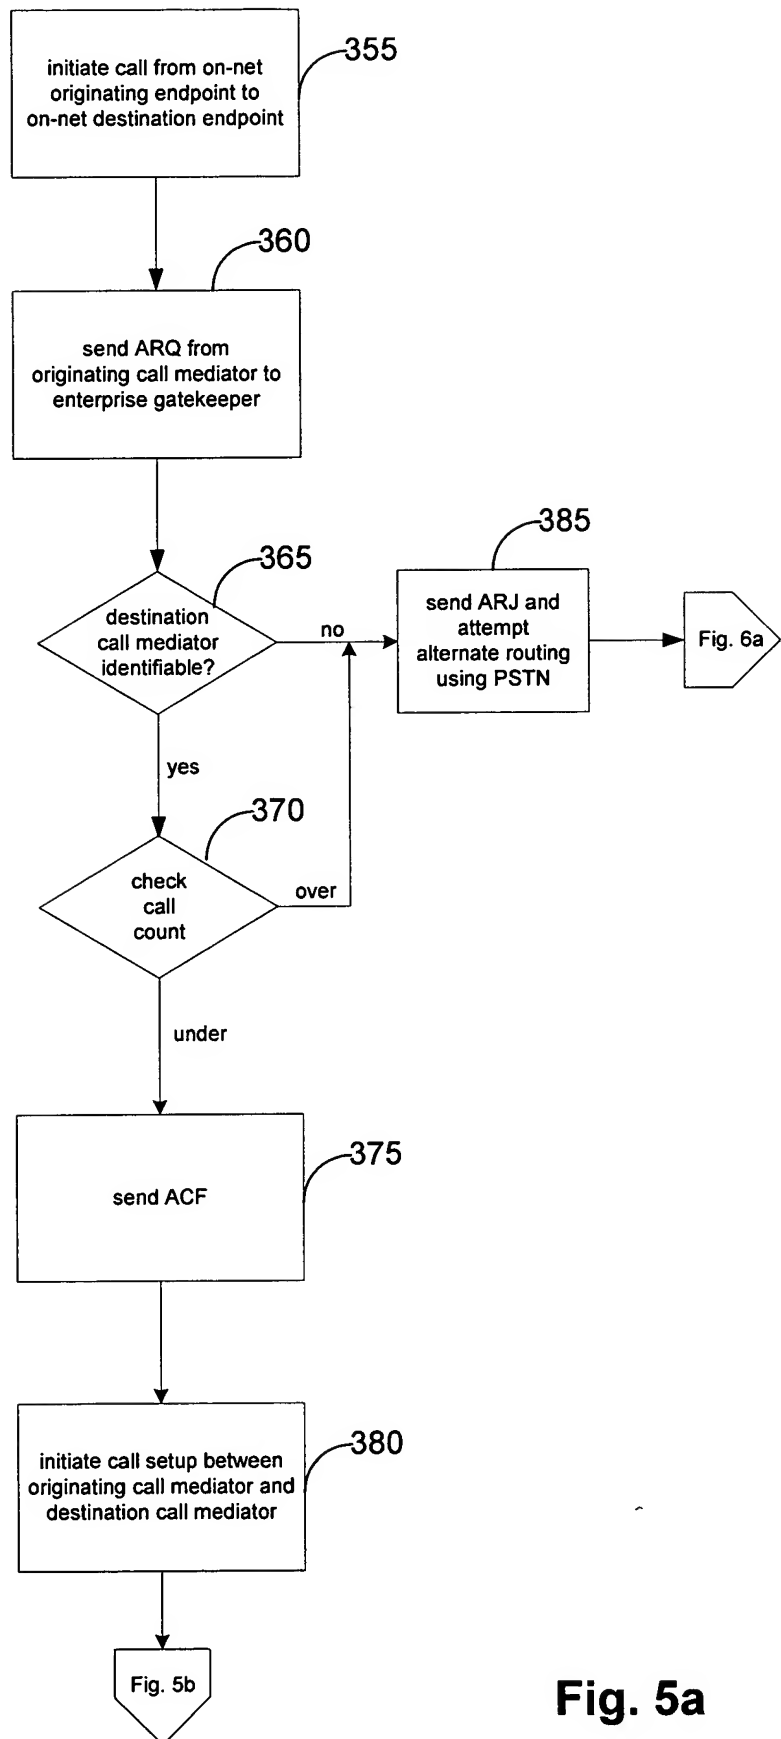 355
initiate call from on-net
originating endpoint to
on-net destination endpoint
360
send ARQ from
originating call mediator to
enterprise gatekeeper
365
destination
call mediator
identifiable?
no
385
send ARJ and
attempt
alternate routing
using PSTN
Fig. 6a
yes
370
check
call
count
over
under
375
send ACF
380
initiate call setup between
originating call mediator and
destination call mediator
Fig. 5b
Fig. 5a